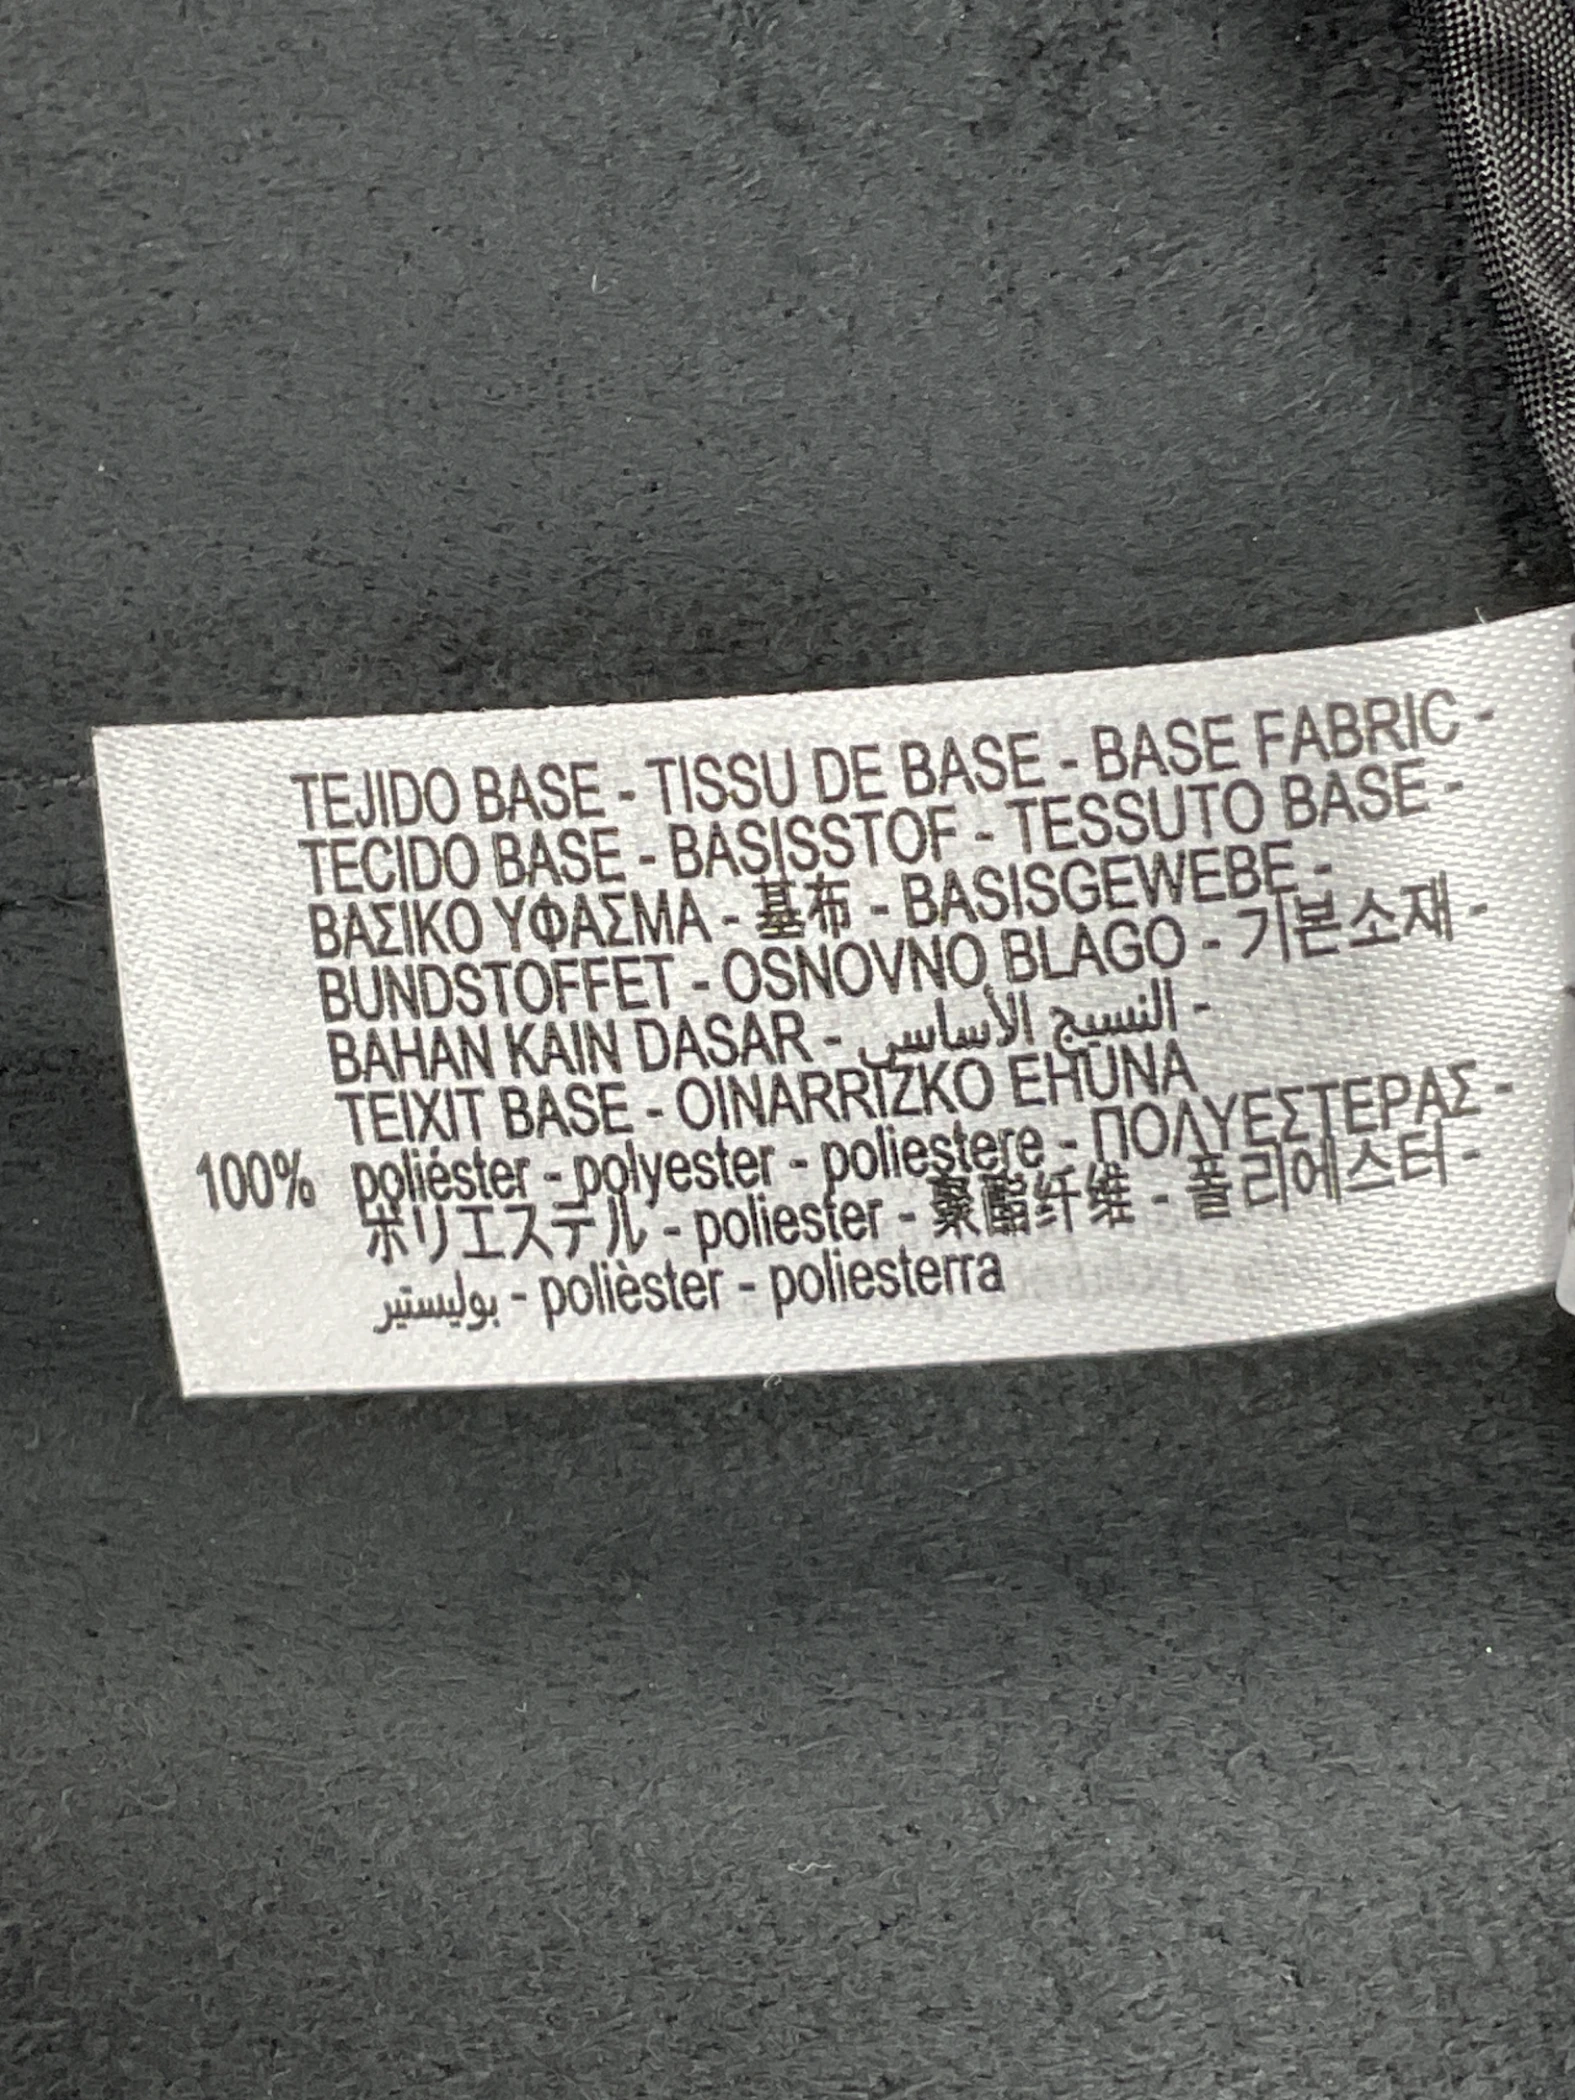 TEJIDO BASE - TISSU DE BASE - BASE FABRIC -
TECIDO BASE - BASISSTOF - TESSUTO BASE -
ΒΑΣΙΚΟ ΥΦΑΣΜΑ - 基布 - BASISGEWEBE -
BUNDSTOFFET - OSNOVNO BLAGO - 기본소재 -
BAHAN KAIN DASAR - النسيج الأساسي -
TEIXIT BASE - OINARRIZKO EHUNA
100% poliéster - polyester - poliestere - ΠΟΛΥΕΣΤΕΡΑΣ -
ポリエステル - poliester - 聚酯纤维 - 폴리에스터 -
بوليستير - polièster - poliesterra